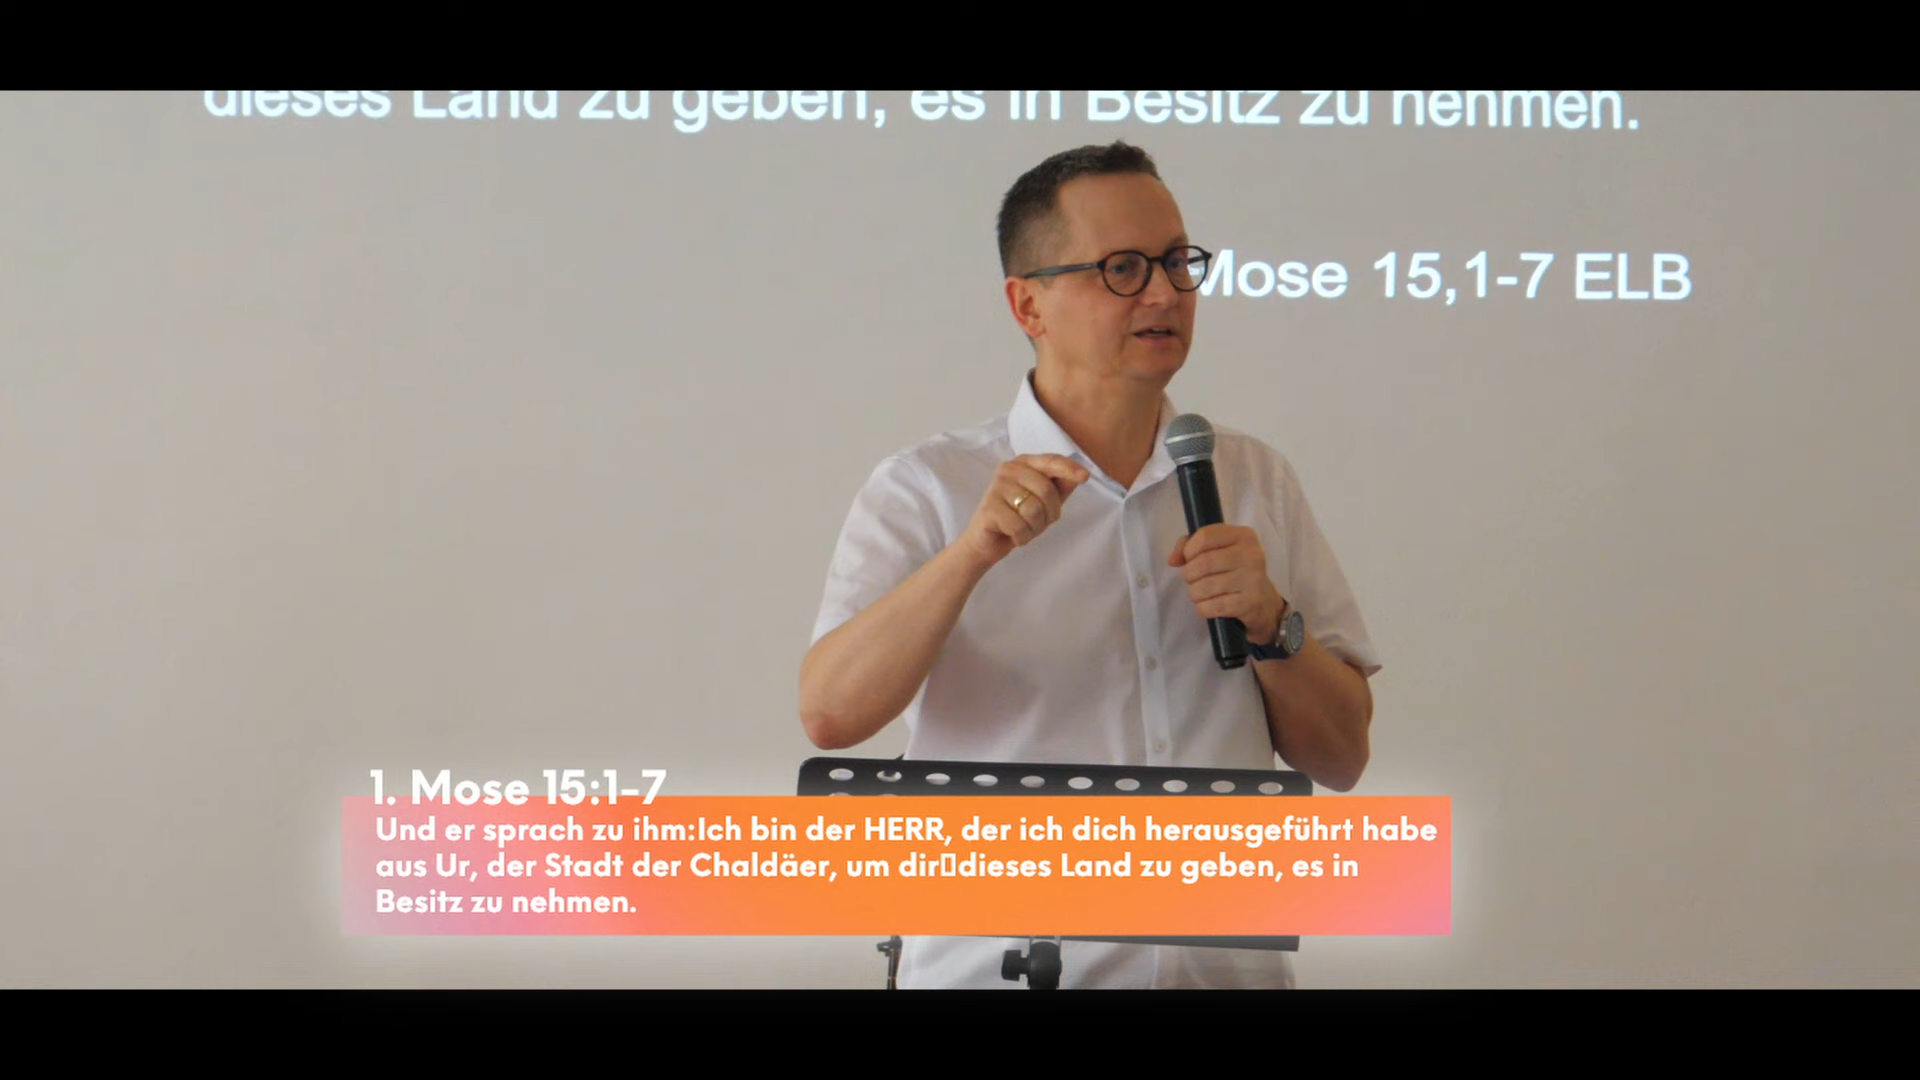 dieses Land zu geben, es in Besitz zu nehmen.
Mose 15,1-7 ELB
1. Mose 15:1-7
Und er sprach zu ihm:Ich bin der HERR, der ich dich herausgeführt habe
aus Ur, der Stadt der Chaldäer, um dir▯dieses Land zu geben, es in
Besitz zu nehmen.